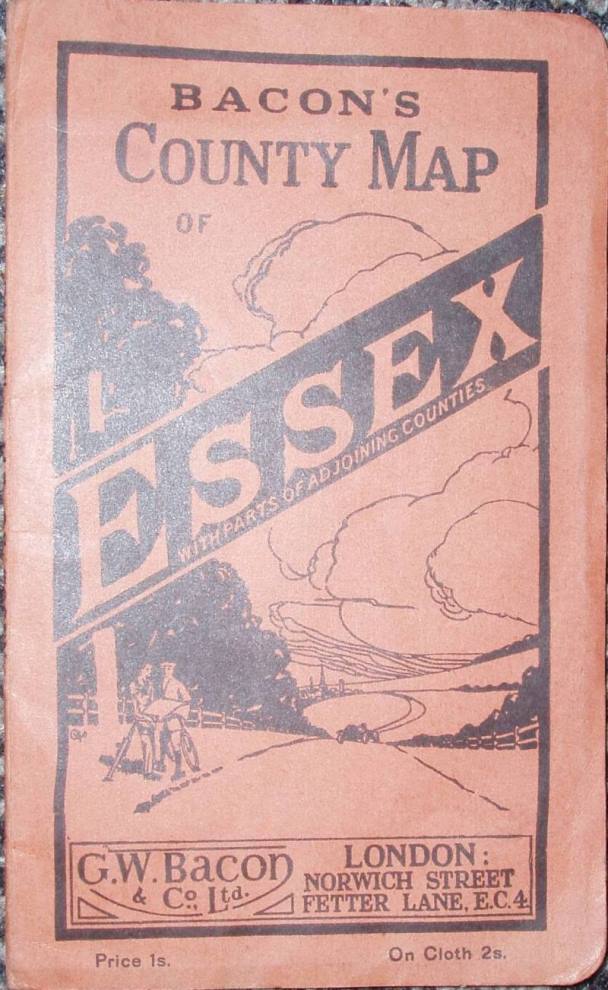 BACON'S
COUNTY MAP
OF
ESSEX
WITH PARTS OF ADJOINING COUNTIES
G.W. Bacon
& Co., Ltd.
LONDON:
NORWICH STREET
FETTER LANE, E.C.4
Price 1s.
On Cloth 2s.